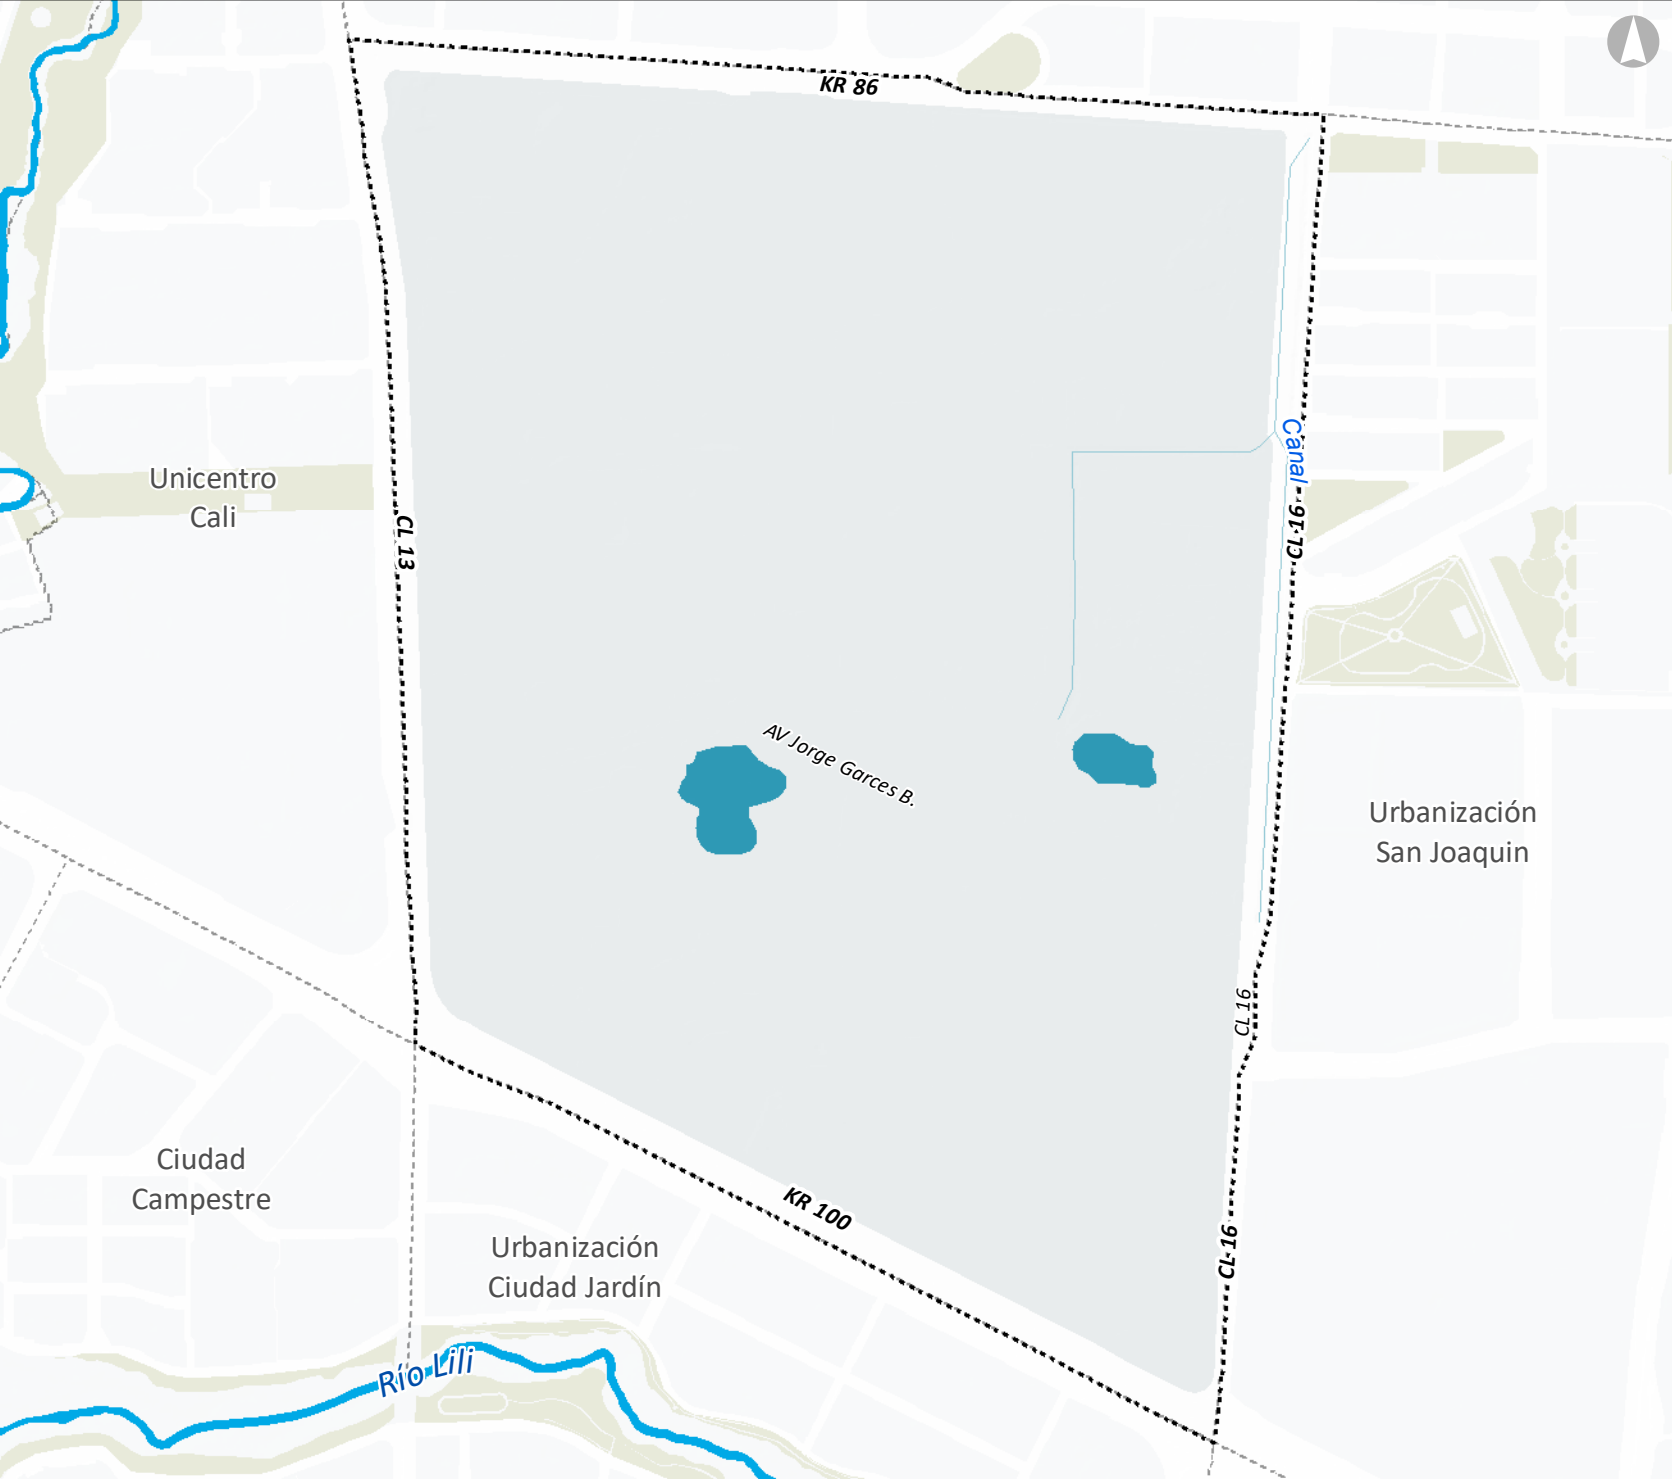 KR 86
Canal
Unicentro
Cali
CL 13
CL 16
AV Jorge Garces B.
Urbanización
San Joaquin
CL 16
Ciudad
Campestre
KR 100
Urbanización
Ciudad Jardín
CL 16
Río Lili